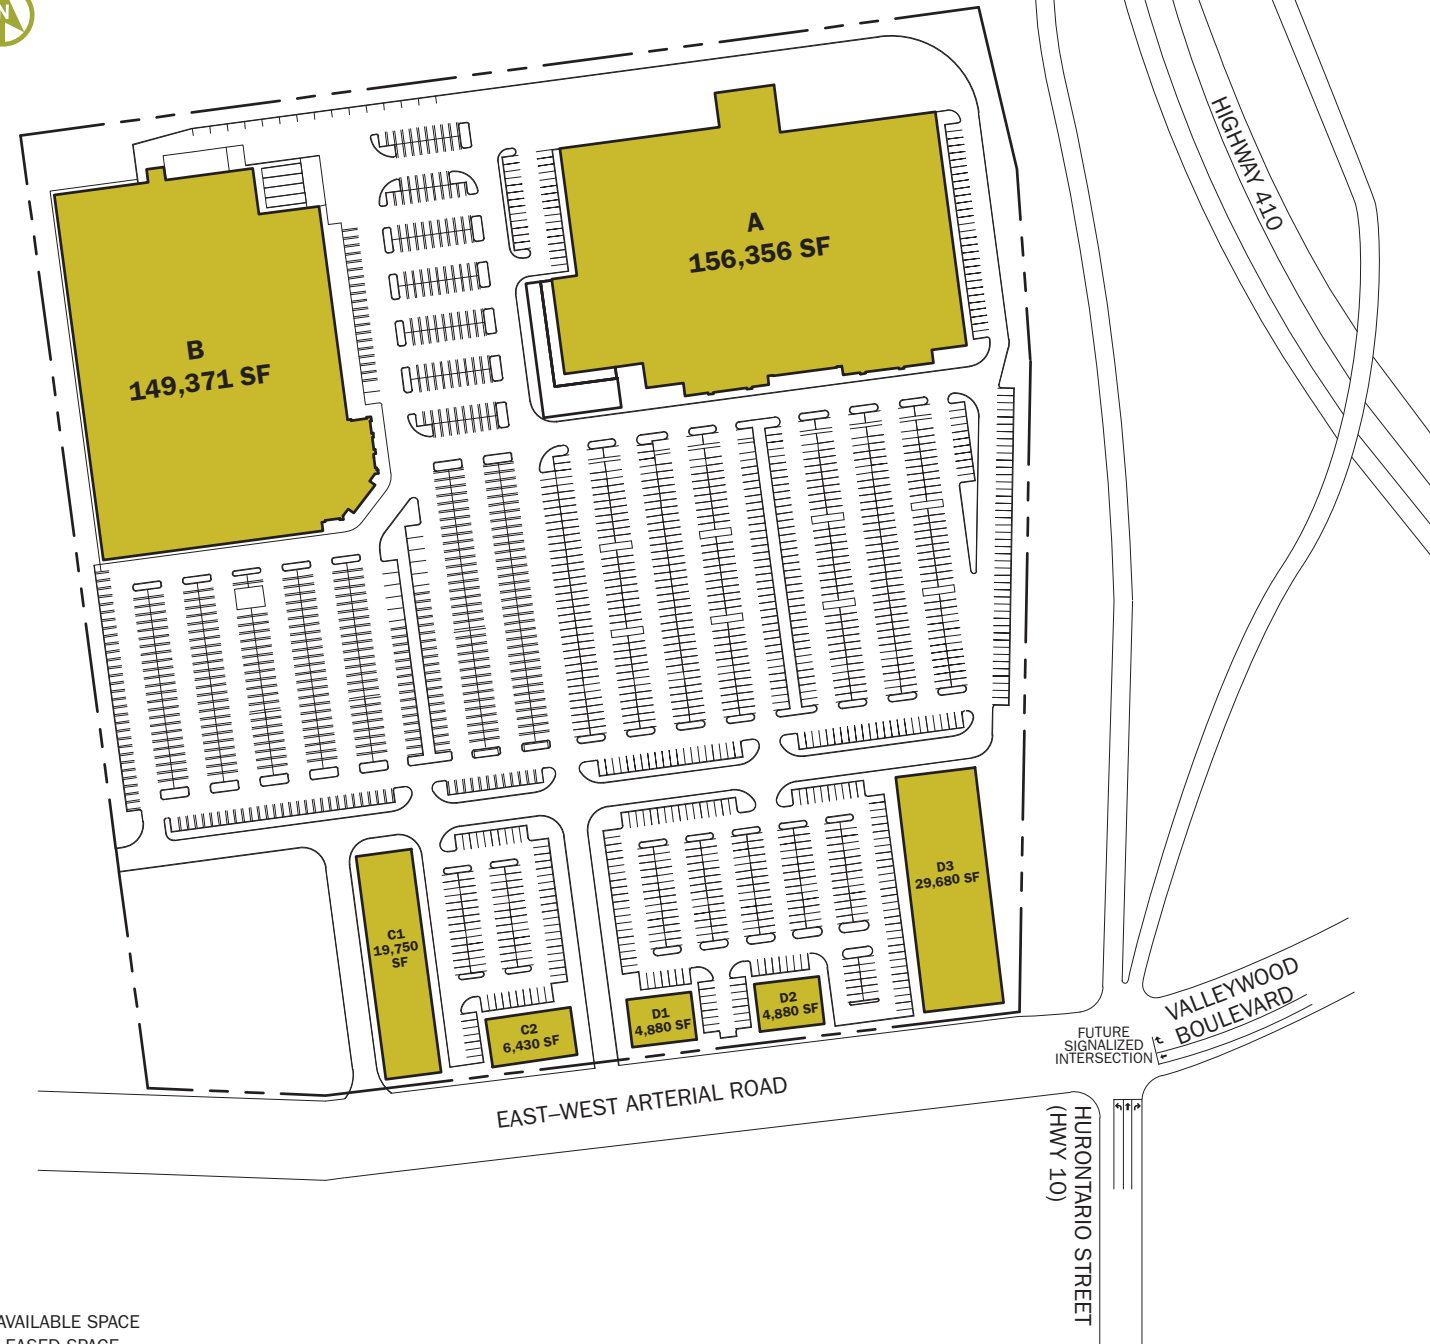 N
HIGHWAY 410
A
156,356 SF
B
149,371 SF
D3
29,680 SF
C1
19,750
SF
D2
4,880 SF
D1
4,880 SF
C2
6,430 SF
VALLEYWOOD
BOULEVARD
FUTURE
SIGNALIZED
INTERSECTION
EAST–WEST ARTERIAL ROAD
HURONTARIO STREET
(HWY 10)
AVAILABLE SPACE
EASED SPACE